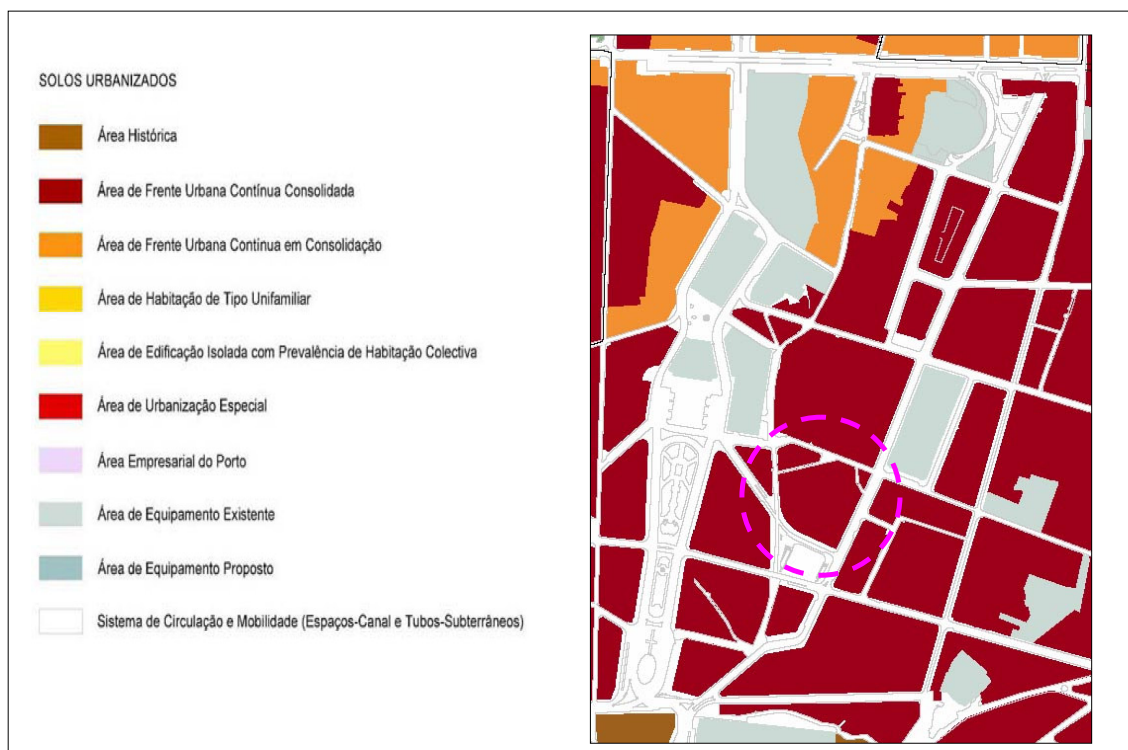 SOLOS URBANIZADOS
Área Histórica
Área de Frente Urbana Contínua Consolidada
Área de Frente Urbana Contínua em Consolidação
Área de Habitação de Tipo Unifamiliar
Área de Edificação Isolada com Prevalência de Habitação Colectiva
Área de Urbanização Especial
Área Empresarial do Porto
Área de Equipamento Existente
Área de Equipamento Proposto
Sistema de Circulação e Mobilidade (Espaços-Canal e Tubos-Subterrâneos)